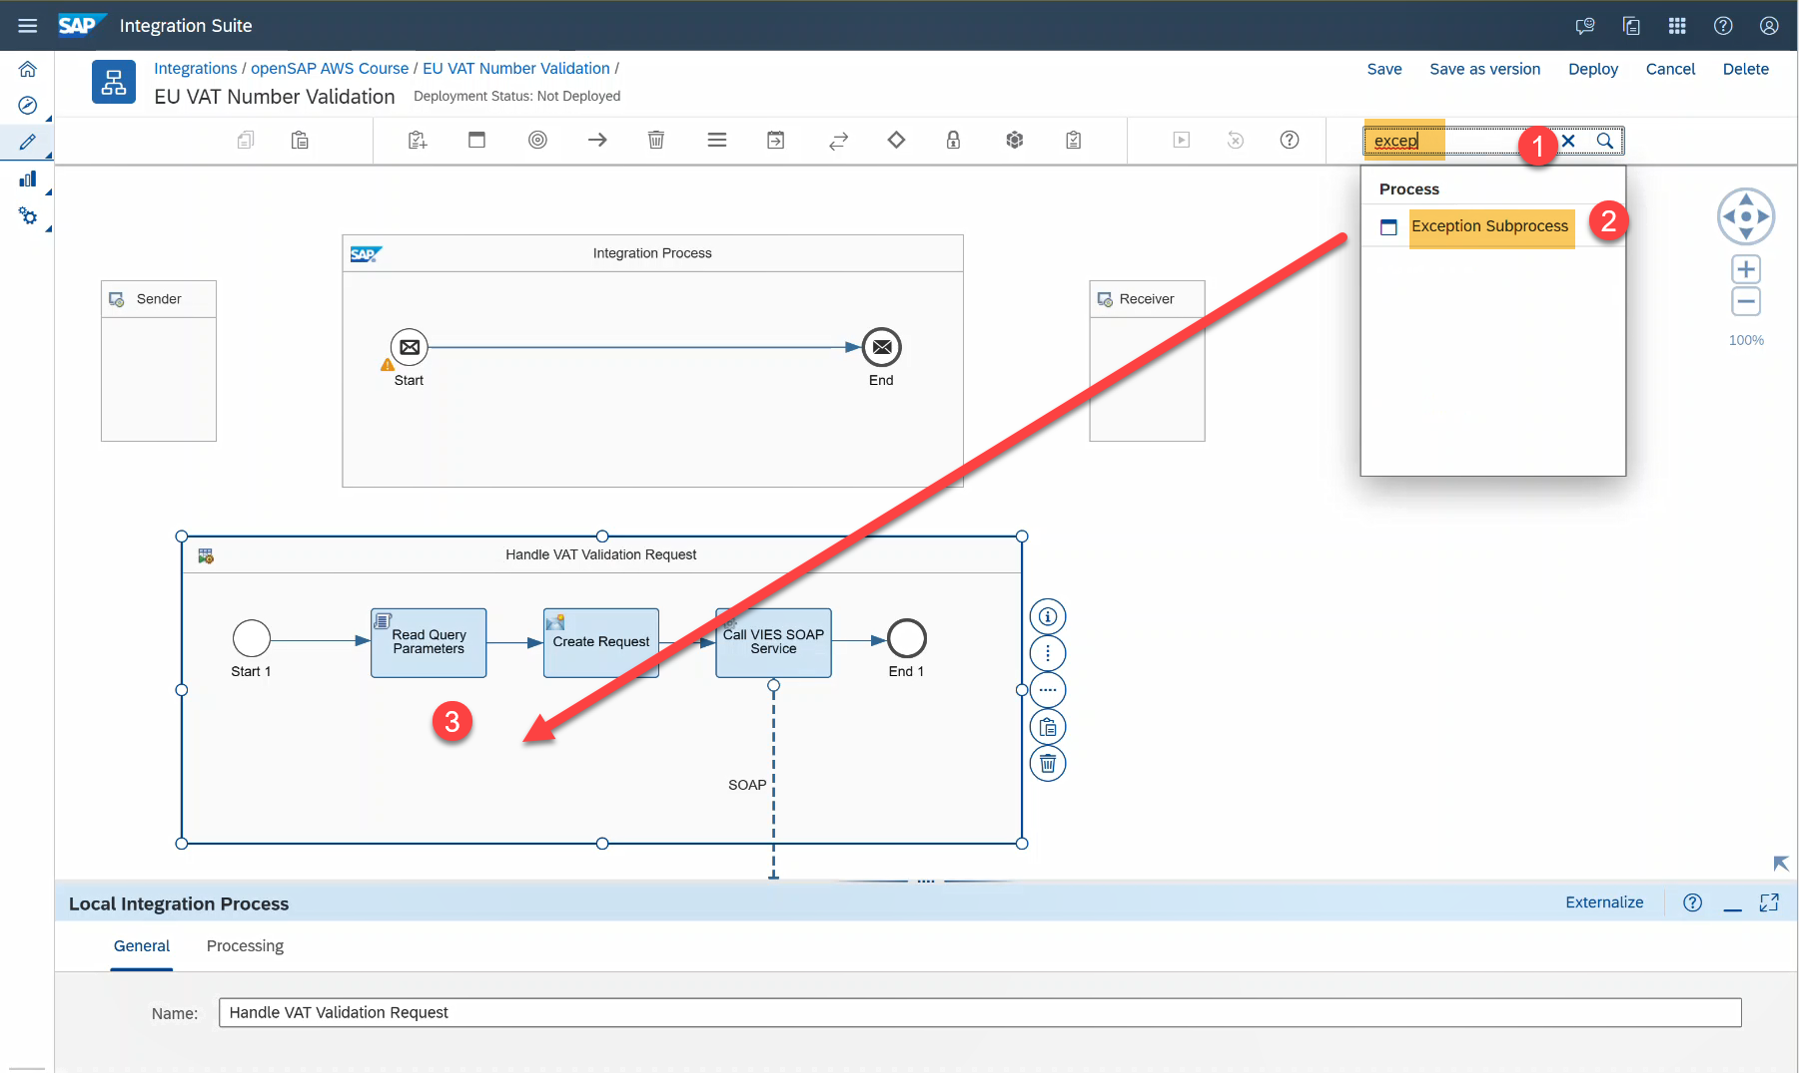 SAP Integration Suite
Integrations / openSAP AWS Course / EU VAT Number Validation /
EU VAT Number Validation Deployment Status: Not Deployed
Save Save as version Deploy Cancel Delete
excep 1
Process
Exception Subprocess 2
100%
SAP Integration Process
Sender
Receiver
Start
End
Handle VAT Validation Request
Read Query
Parameters
Create Request
Call VIES SOAP
Service
Start 1
End 1
3
SOAP
Local Integration Process
Externalize
General Processing
Name: Handle VAT Validation Request